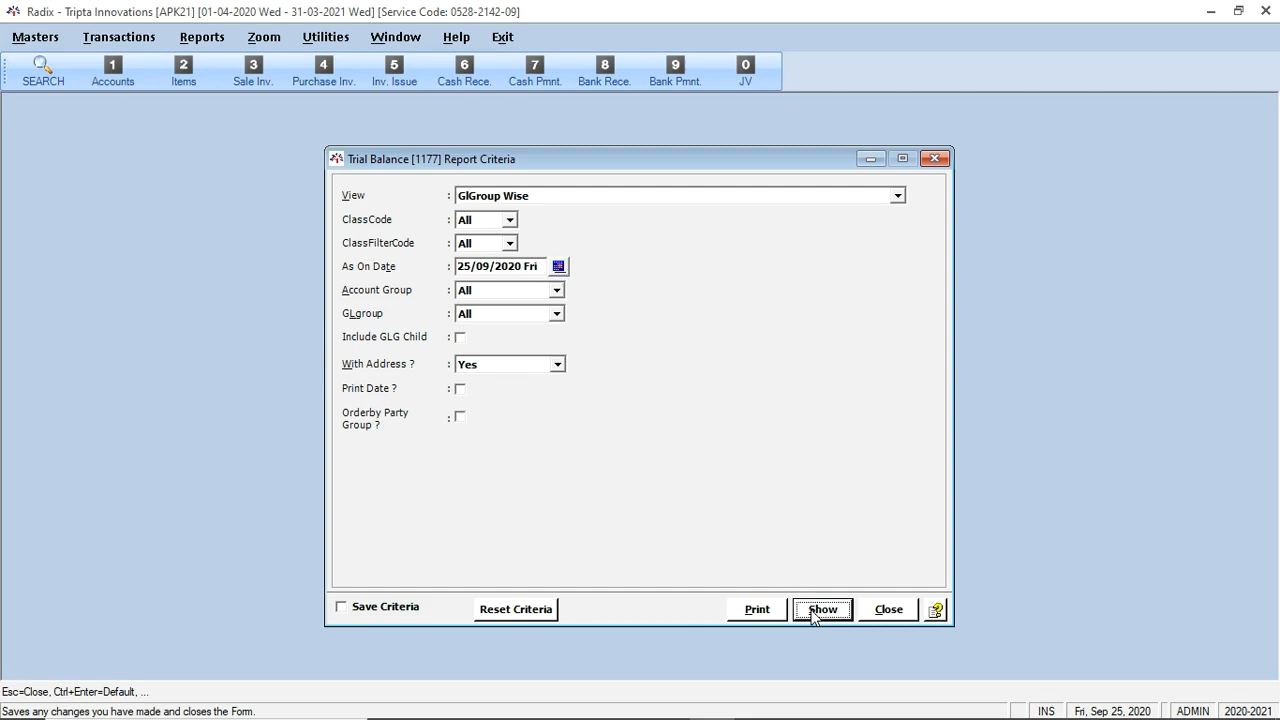 Radix - Tripta Innovations [APK21] [01-04-2020 Wed - 31-03-2021 Wed] [Service Code: 0528-2142-09]
Masters Transactions Reports Zoom Utilities Window Help Exit
1 2 3 4 5 6 7 8 9 0
SEARCH Accounts Items Sale Inv. Purchase Inv. Inv. Issue Cash Rece. Cash Pmnt. Bank Rece. Bank Pmnt. JV
Trial Balance [1177] Report Criteria
View : GlGroup Wise
ClassCode : All
ClassFilterCode : All
As On Date : 25/09/2020 Fri
Account Group : All
GLgroup : All
Include GLG Child :
With Address ? : Yes
Print Date ? :
Orderby Party
Group ? :
Save Criteria Reset Criteria Print Show Close
Esc=Close, Ctrl+Enter=Default, ...
Saves any changes you have made and closes the Form. INS Fri, Sep 25, 2020 ADMIN 2020-2021